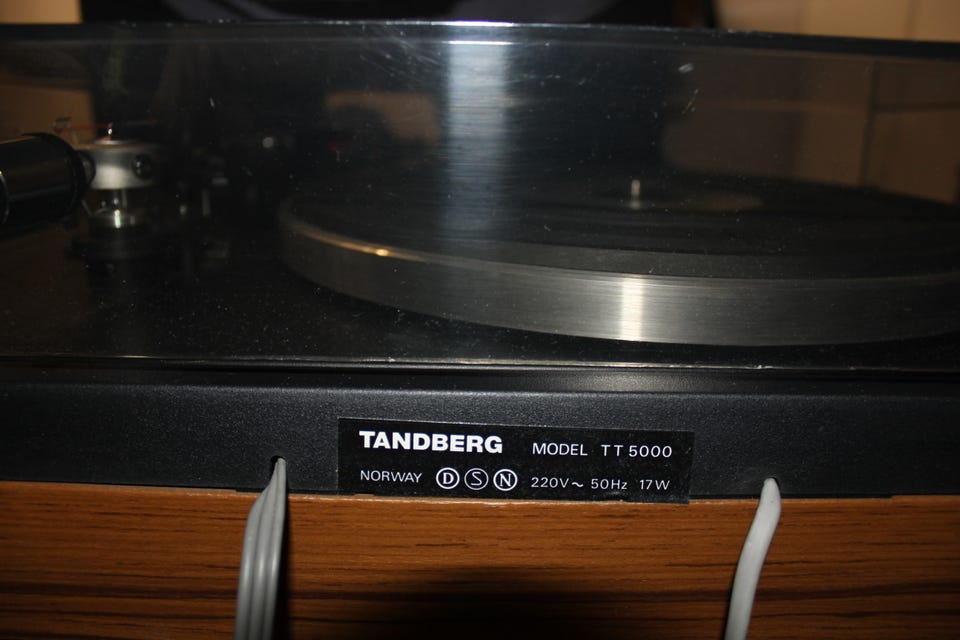 TANDBERG MODEL TT 5000
NORWAY D S N 220V~ 50Hz 17W